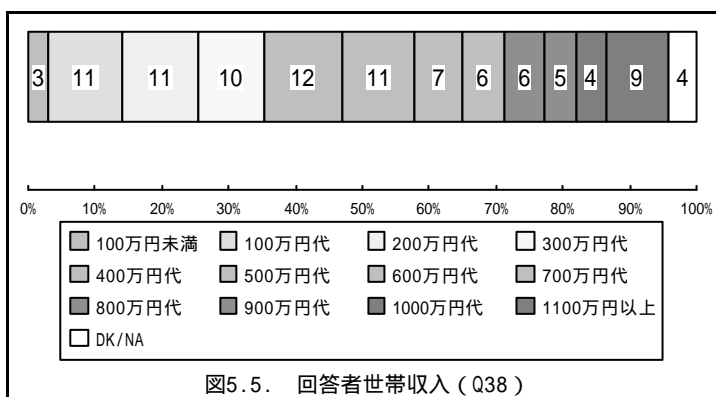 3 11 11 10 12 11 7 6 6 5 4 9 4
0% 10% 20% 30% 40% 50% 60% 70% 80% 90% 100%
100万円未満 100万円代 200万円代 300万円代
400万円代 500万円代 600万円代 700万円代
800万円代 900万円代 1000万円代 1100万円以上
DK/NA
図5.5. 回答者世帯収入(Q38)